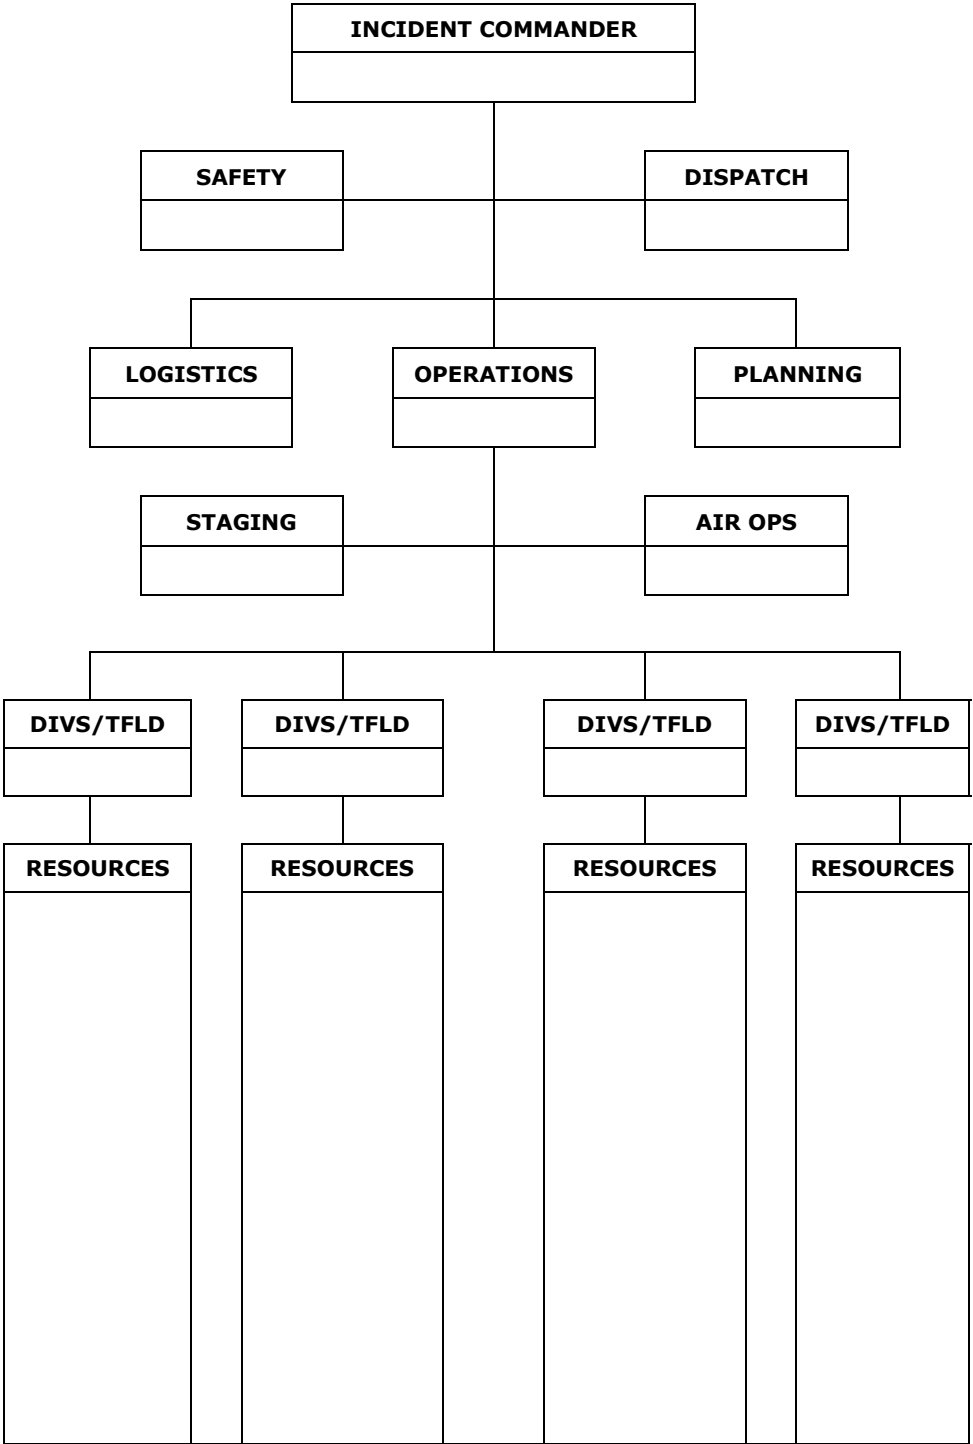 INCIDENT COMMANDER
SAFETY
DISPATCH
LOGISTICS
OPERATIONS
PLANNING
STAGING
AIR OPS
DIVS/TFLD
DIVS/TFLD
DIVS/TFLD
DIVS/TFLD
RESOURCES
RESOURCES
RESOURCES
RESOURCES